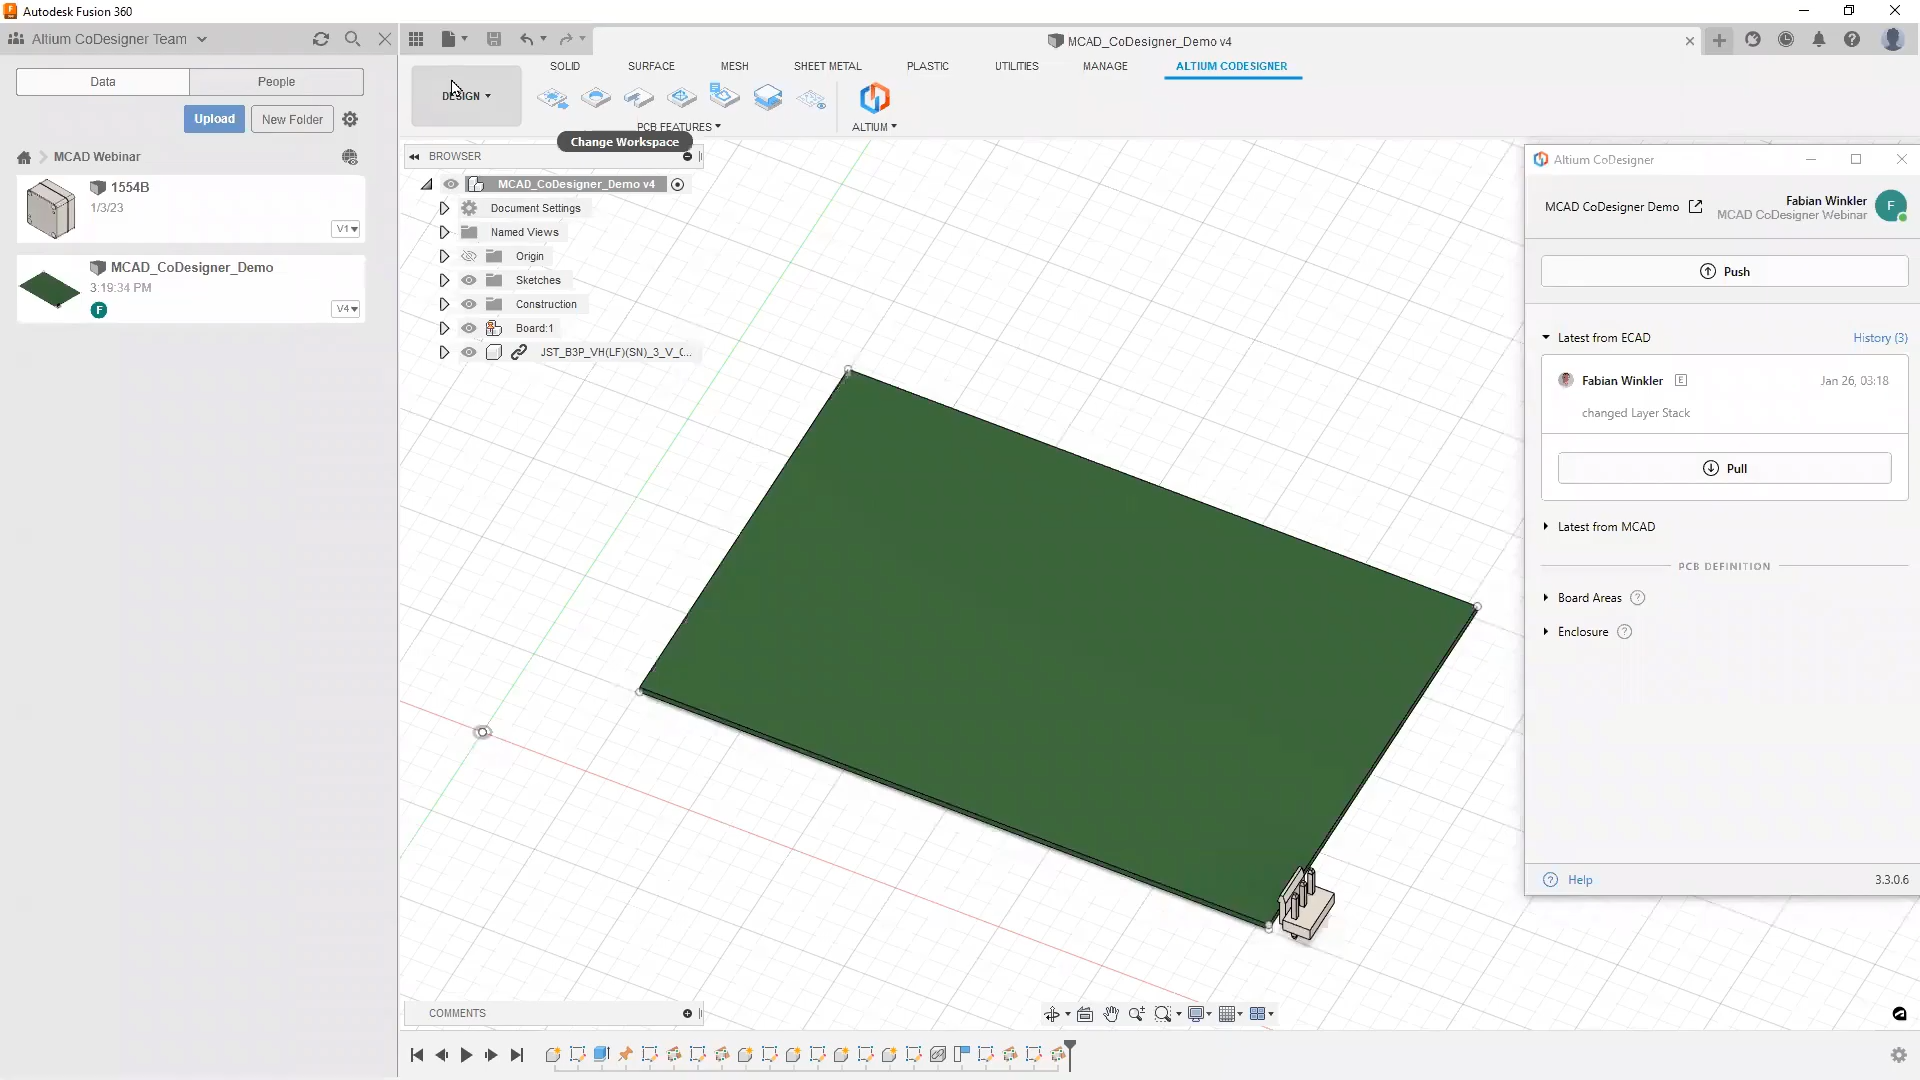 Autodesk Fusion 360
Altium CoDesigner Team
MCAD_CoDesigner_Demo v4
Data
People
Upload
New Folder
MCAD Webinar
1554B
1/3/23
V1
MCAD_CoDesigner_Demo
3:19:34 PM
F
V4
SOLID
SURFACE
MESH
SHEET METAL
PLASTIC
UTILITIES
MANAGE
ALTIUM CODESIGNER
DESIGN
PCB FEATURES
ALTIUM
Change Workspace
BROWSER
MCAD_CoDesigner_Demo v4
Document Settings
Named Views
Origin
Sketches
Construction
Board:1
JST_B3P_VH(LF)(SN)_3_V_0...
Altium CoDesigner
MCAD CoDesigner Demo
Fabian Winkler
MCAD CoDesigner Webinar
F
Push
Latest from ECAD
History (3)
Fabian Winkler E
Jan 26, 03:18
changed Layer Stack
Pull
Latest from MCAD
PCB DEFINITION
Board Areas ?
Enclosure ?
? Help
3.3.0.6
COMMENTS